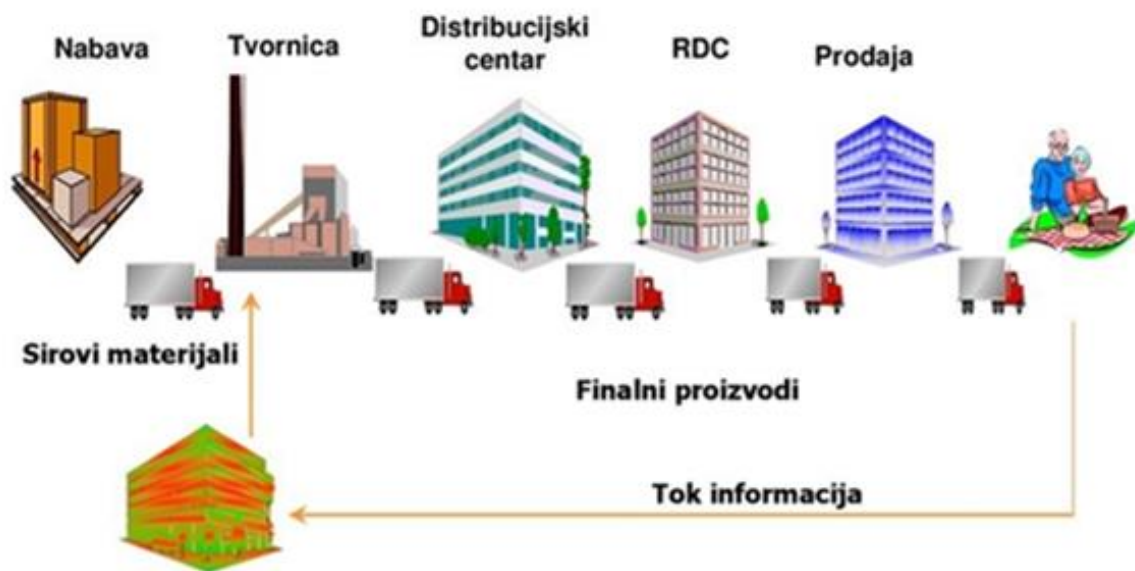 Nabava
Tvornica
Distribucijski
centar
RDC
Prodaja
Sirovi materijali
Finalni proizvodi
Tok informacija